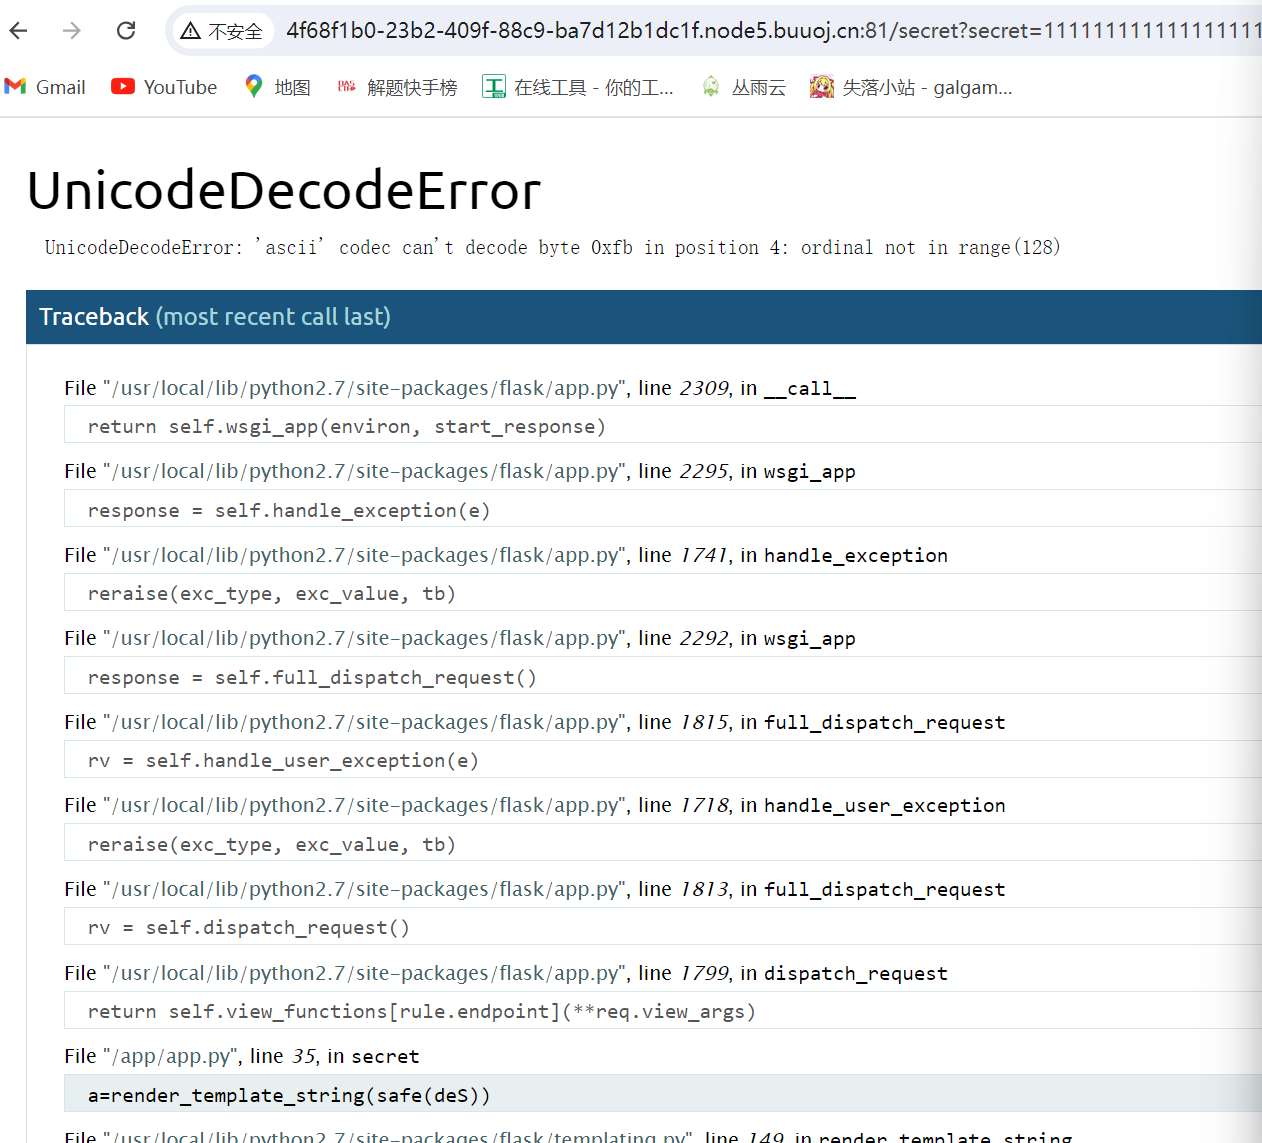 不安全 4f68f1b0-23b2-409f-88c9-ba7d12b1dc1f.node5.buuoj.cn:81/secret?secret=11111111111111111111
Gmail YouTube 地图 解题快手榜 在线工具 - 你的工... 丛雨云 失落小站 - galgam...
UnicodeDecodeError
UnicodeDecodeError: 'ascii' codec can't decode byte 0xfb in position 4: ordinal not in range(128)
Traceback (most recent call last)
File "/usr/local/lib/python2.7/site-packages/flask/app.py", line 2309, in __call__
return self.wsgi_app(environ, start_response)
File "/usr/local/lib/python2.7/site-packages/flask/app.py", line 2295, in wsgi_app
response = self.handle_exception(e)
File "/usr/local/lib/python2.7/site-packages/flask/app.py", line 1741, in handle_exception
reraise(exc_type, exc_value, tb)
File "/usr/local/lib/python2.7/site-packages/flask/app.py", line 2292, in wsgi_app
response = self.full_dispatch_request()
File "/usr/local/lib/python2.7/site-packages/flask/app.py", line 1815, in full_dispatch_request
rv = self.handle_user_exception(e)
File "/usr/local/lib/python2.7/site-packages/flask/app.py", line 1718, in handle_user_exception
reraise(exc_type, exc_value, tb)
File "/usr/local/lib/python2.7/site-packages/flask/app.py", line 1813, in full_dispatch_request
rv = self.dispatch_request()
File "/usr/local/lib/python2.7/site-packages/flask/app.py", line 1799, in dispatch_request
return self.view_functions[rule.endpoint](**req.view_args)
File "/app/app.py", line 35, in secret
a=render_template_string(safe(deS))
File "/usr/local/lib/python2.7/site-packages/flask/templating.py", line 149, in render_template_string